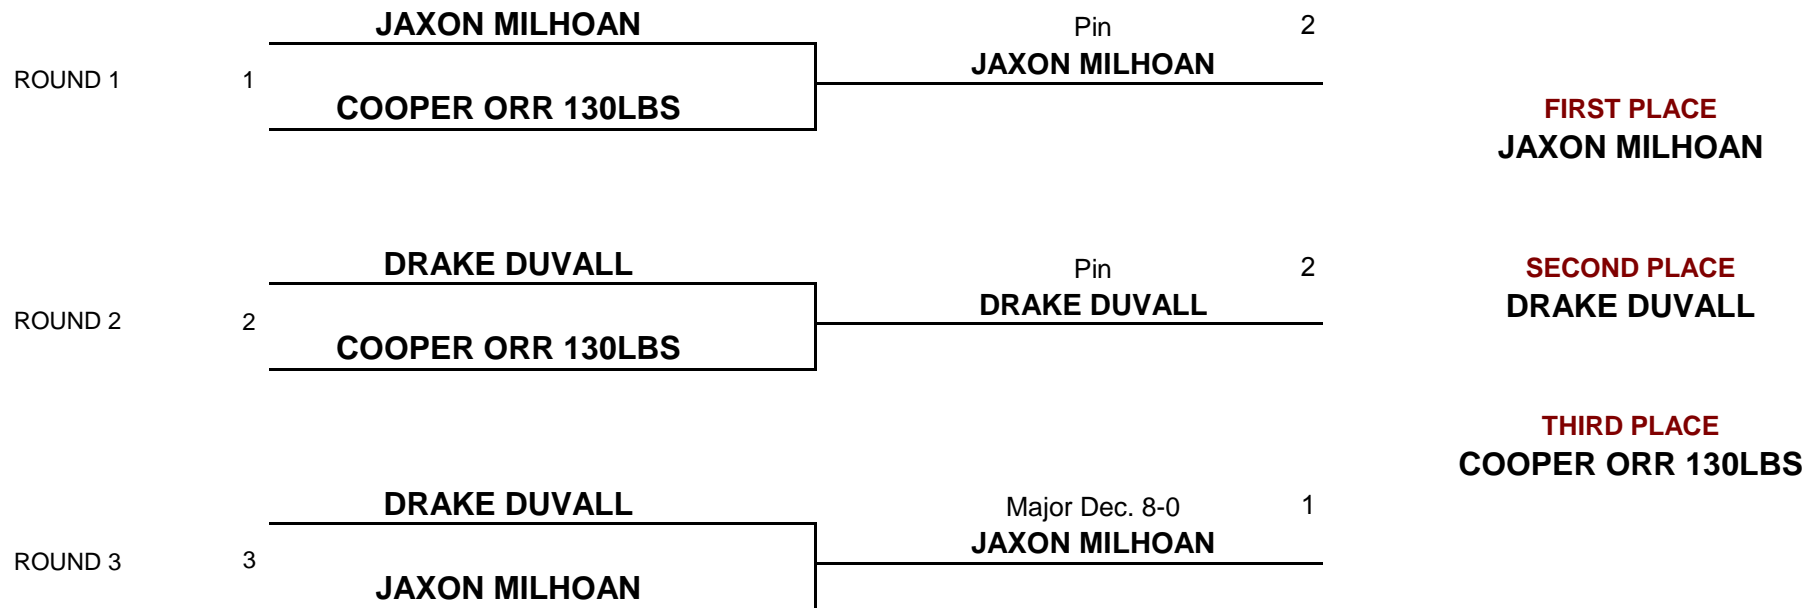 JAXON MILHOAN
Pin 2
ROUND 1 1
JAXON MILHOAN
COOPER ORR 130LBS
FIRST PLACE
JAXON MILHOAN
DRAKE DUVALL
Pin 2
ROUND 2 2
DRAKE DUVALL
COOPER ORR 130LBS
SECOND PLACE
DRAKE DUVALL
THIRD PLACE
COOPER ORR 130LBS
DRAKE DUVALL
Major Dec. 8-0 1
ROUND 3 3
JAXON MILHOAN
JAXON MILHOAN